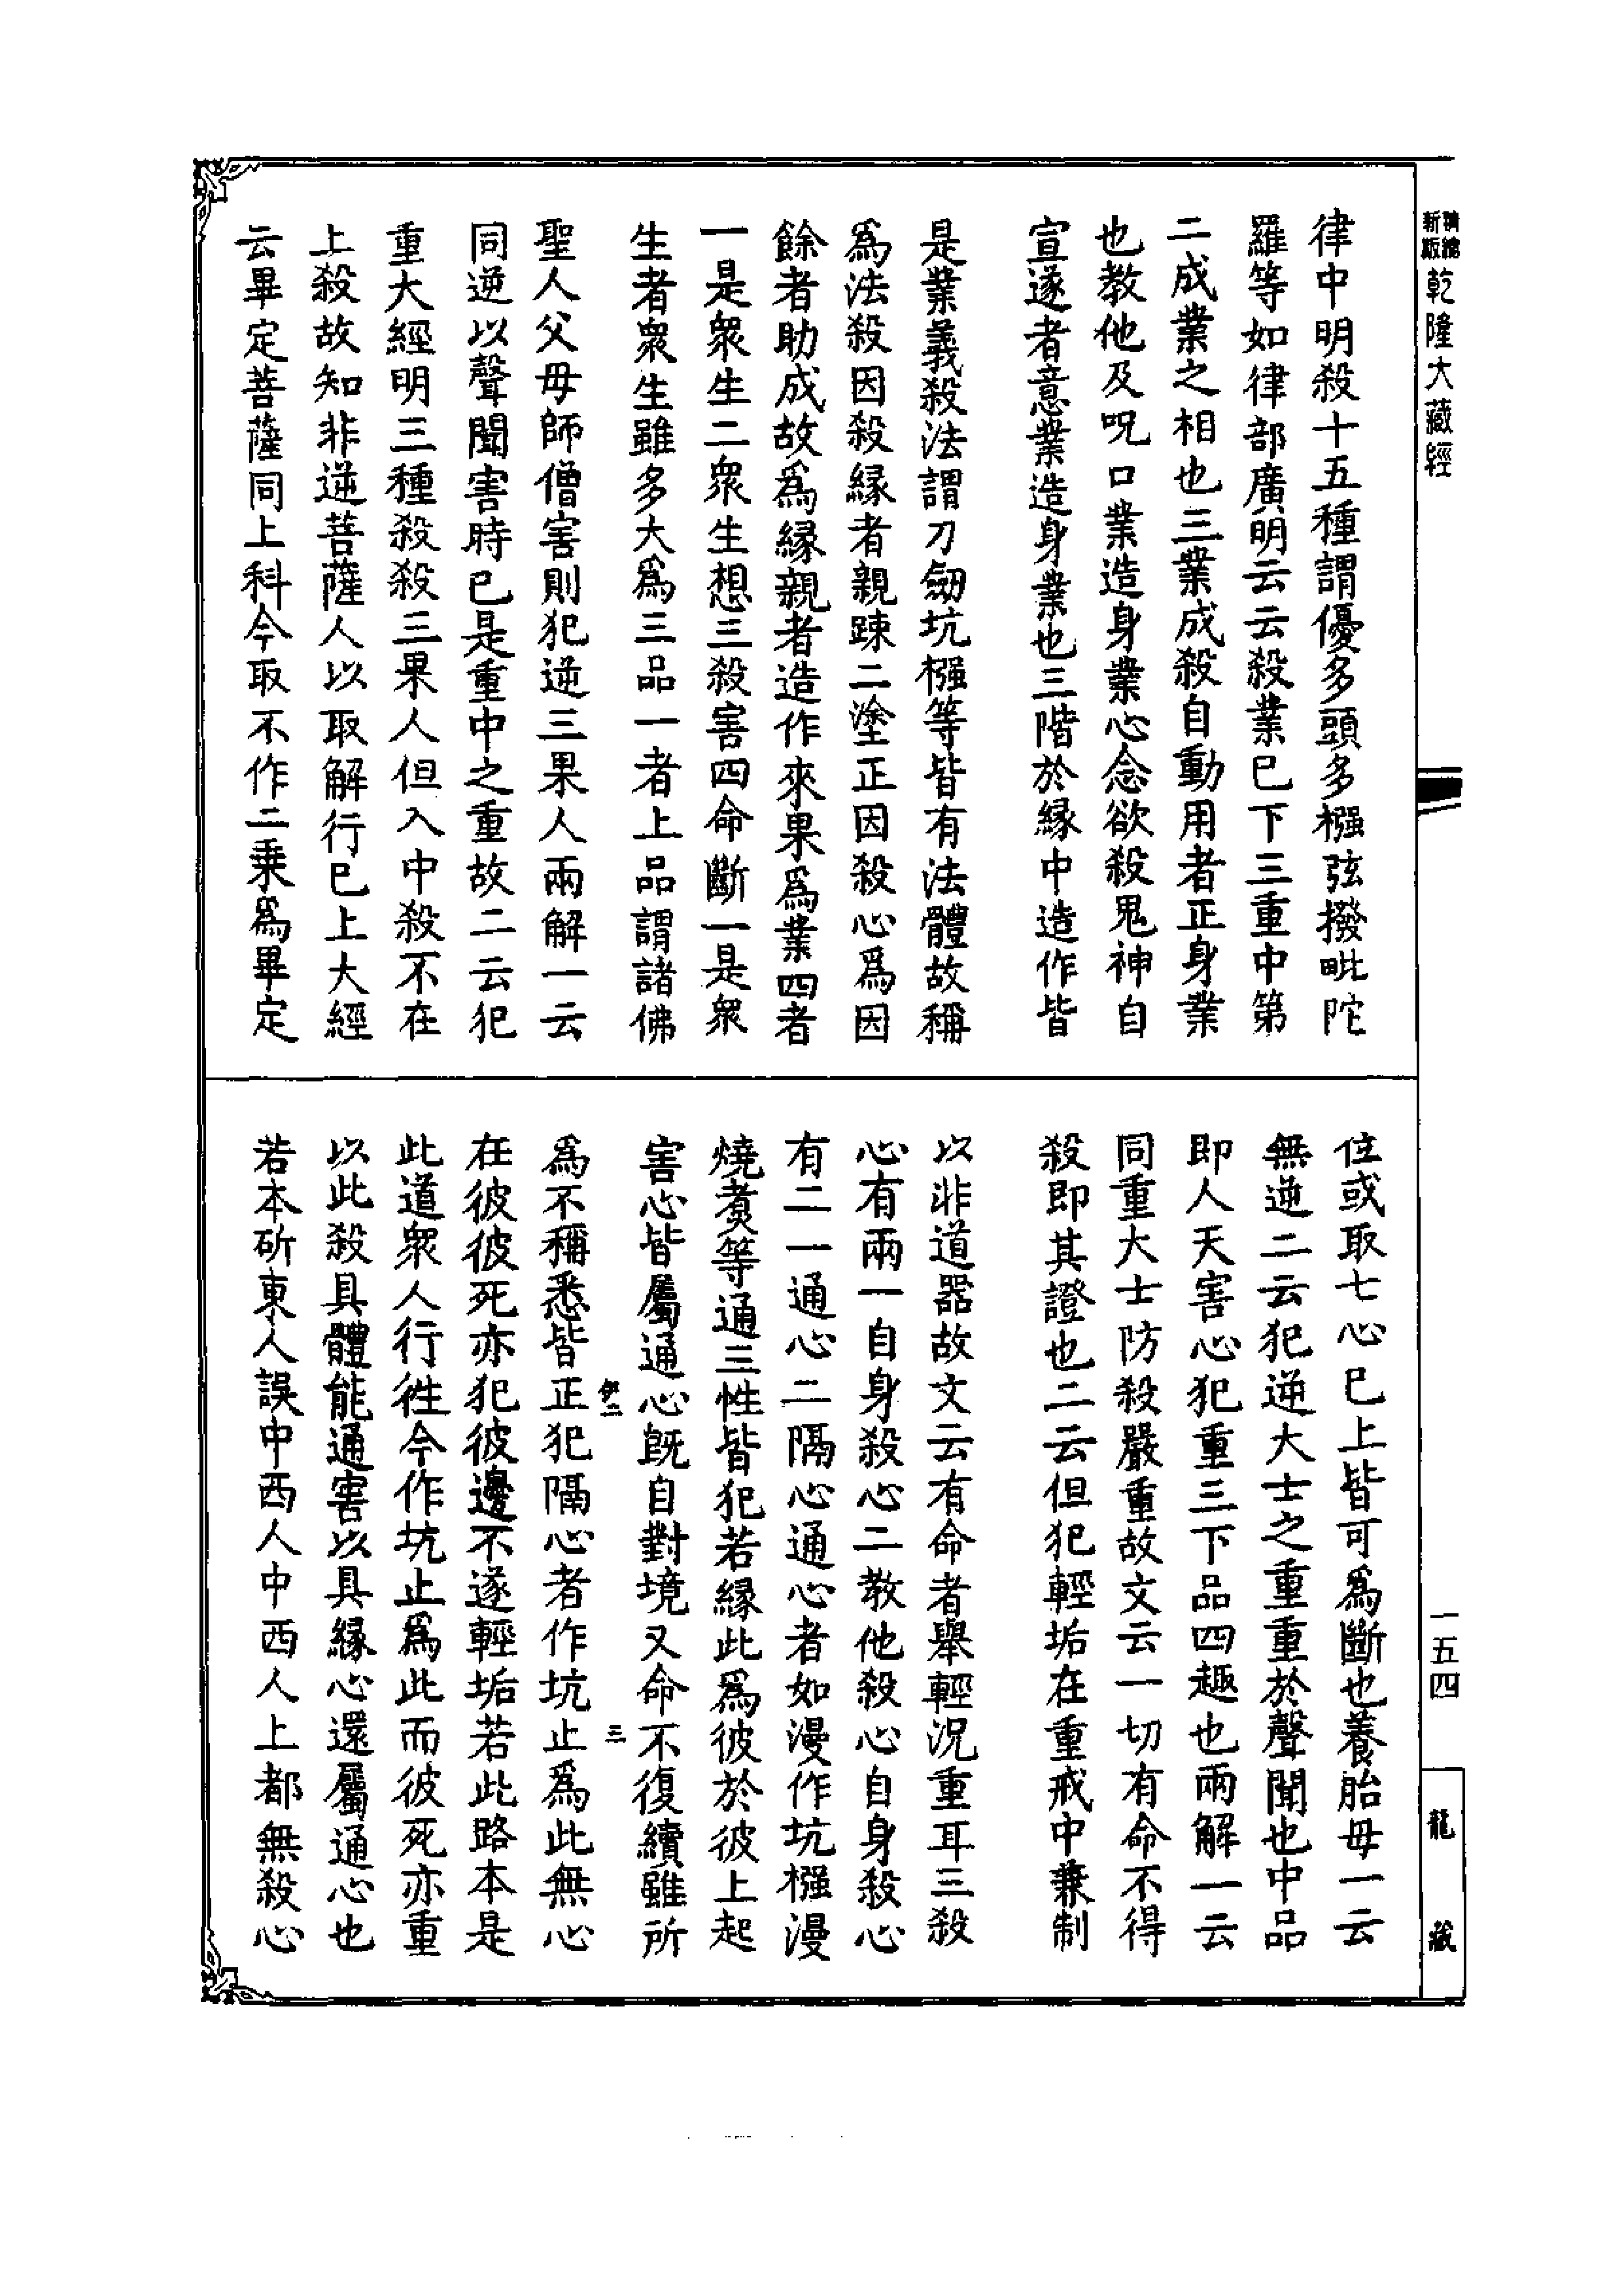 精繕
新版
乾隆大藏經
律中明殺十五種謂優多頭多橛弦撥毗陀
羅等如律部廣明云云殺業已下三重中第
二成業之相也三業成殺自動用者正身業
也教他及呪口業造身業心念欲殺鬼神自
宣遂者意業造身業也三階於緣中造作皆
是業義殺法謂刀劒坑橛等皆有法體故稱
為法殺因殺緣者親踈二塗正因殺心為因
餘者助成故為緣親者造作來果為業四者
一是衆生二衆生想三殺害四命斷一是衆
生者衆生雖多大為三品一者上品謂諸佛
聖人父母師僧害則犯逆三果人兩解一云
同逆以聲聞害時已是重中之重故二云犯
重大經明三種殺殺三果人但入中殺不在
上殺故知非逆菩薩人以取解行已上大經
云畢定菩薩同上科今取不作二乘為畢定
位或取七心已上皆可為斷也養胎母一云
無逆二云犯逆大士之重重於聲聞也中品
即人天害心犯重三下品四趣也兩解一云
同重大士防殺嚴重故文云一切有命不得
殺即其證也二云但犯輕垢在重戒中兼制
以非道器故文云有命者舉輕況重耳三殺
心有兩一自身殺心二教他殺心自身殺心
有二一通心二隔心通心者如漫作坑橛漫
燒煑等通三性皆犯若緣此為彼於彼上起
害心皆屬通心旣自對境又命不復續雖所
三
為不稱悉皆正犯隔心者作坑止為此無心
在彼彼死亦犯彼邊不遂輕垢若此路本是
此道衆人行徃今作坑止為此而彼死亦重
以此殺具體能通害以具緣心還屬通心也
若本斫東人誤中西人中西人上都無殺心
一五四
龍藏